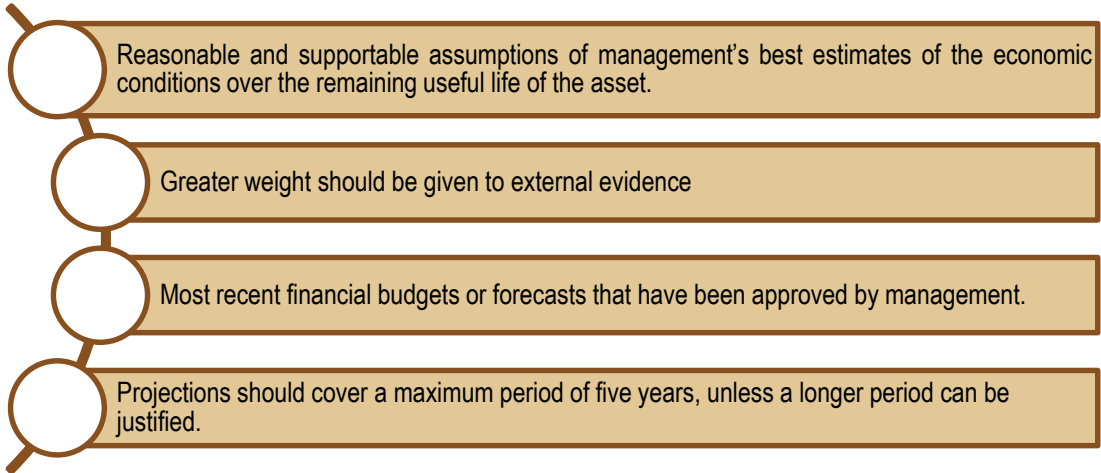 Reasonable and supportable assumptions of management’s best estimates of the economic
conditions over the remaining useful life of the asset.
Greater weight should be given to external evidence
Most recent financial budgets or forecasts that have been approved by management.
Projections should cover a maximum period of five years, unless a longer period can be
justified.